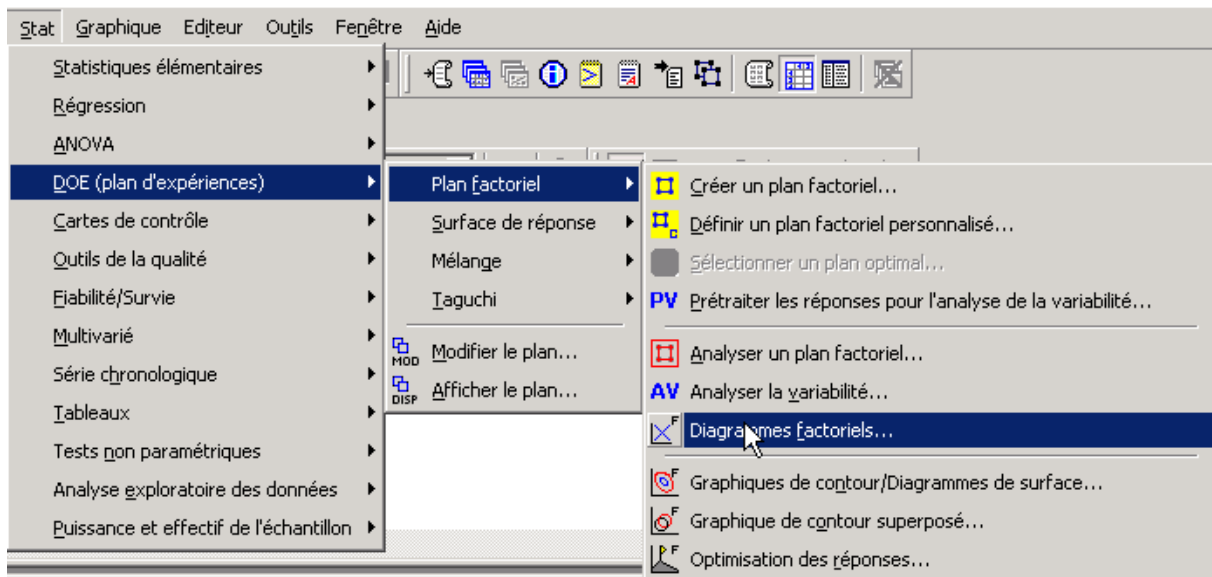 Stat Graphique Editeur Outils Fenêtre Aide
Statistiques élémentaires
Régression
ANOVA
DOE (plan d'expériences)
Cartes de contrôle
Outils de la qualité
Fiabilité/Survie
Multivarié
Série chronologique
Tableaux
Tests non paramétriques
Analyse exploratoire des données
Puissance et effectif de l'échantillon
Plan factoriel
Surface de réponse
Mélange
Taguchi
MOD Modifier le plan...
DISP Afficher le plan...
Créer un plan factoriel...
C Définir un plan factoriel personnalisé...
Sélectionner un plan optimal...
PV Prétraiter les réponses pour l'analyse de la variabilité...
Analyser un plan factoriel...
AV Analyser la variabilité...
F Diagrammes factoriels...
F Graphiques de contour/Diagrammes de surface...
F Graphique de contour superposé...
F Optimisation des réponses...